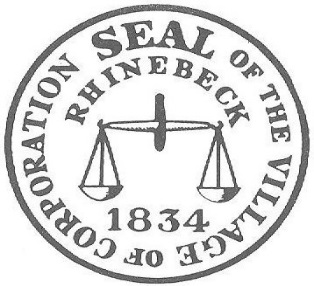 CORPORATION SEAL OF THE VILLAGE OF
RHINEBECK
1834